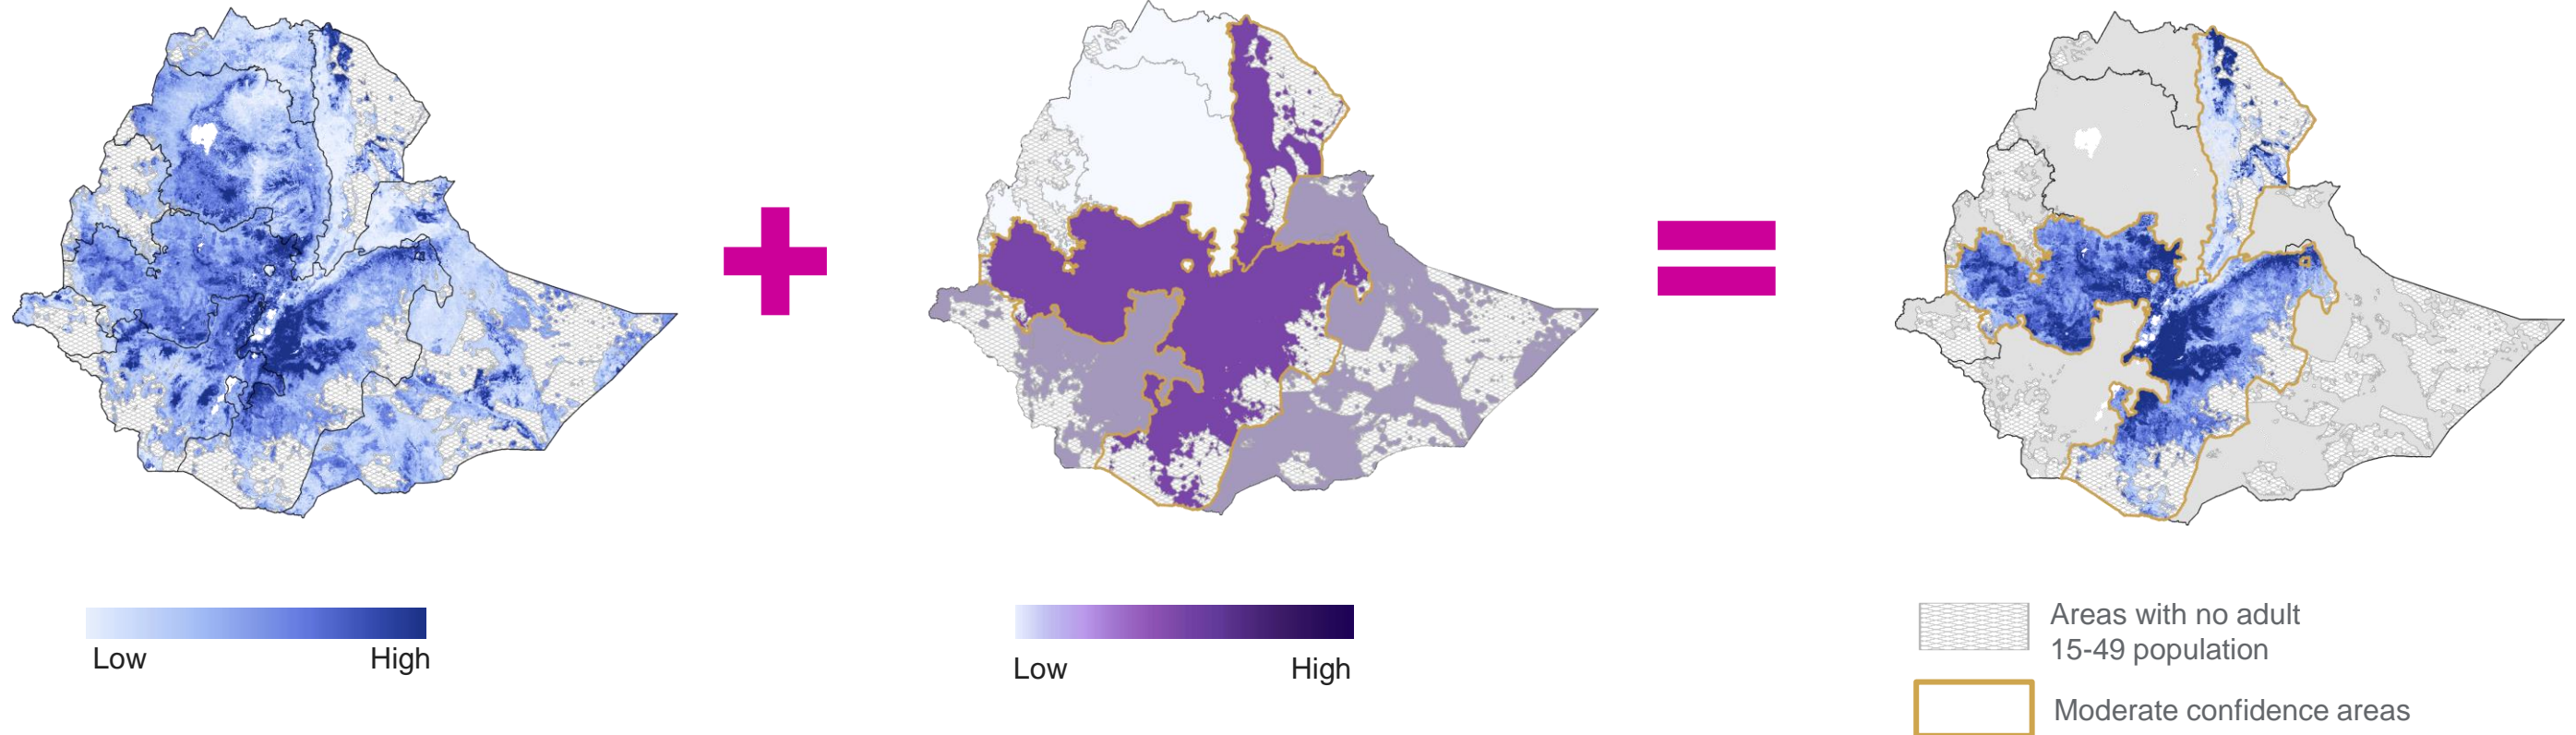 Low High
Low High
Areas with no adult
15-49 population
Moderate confidence areas